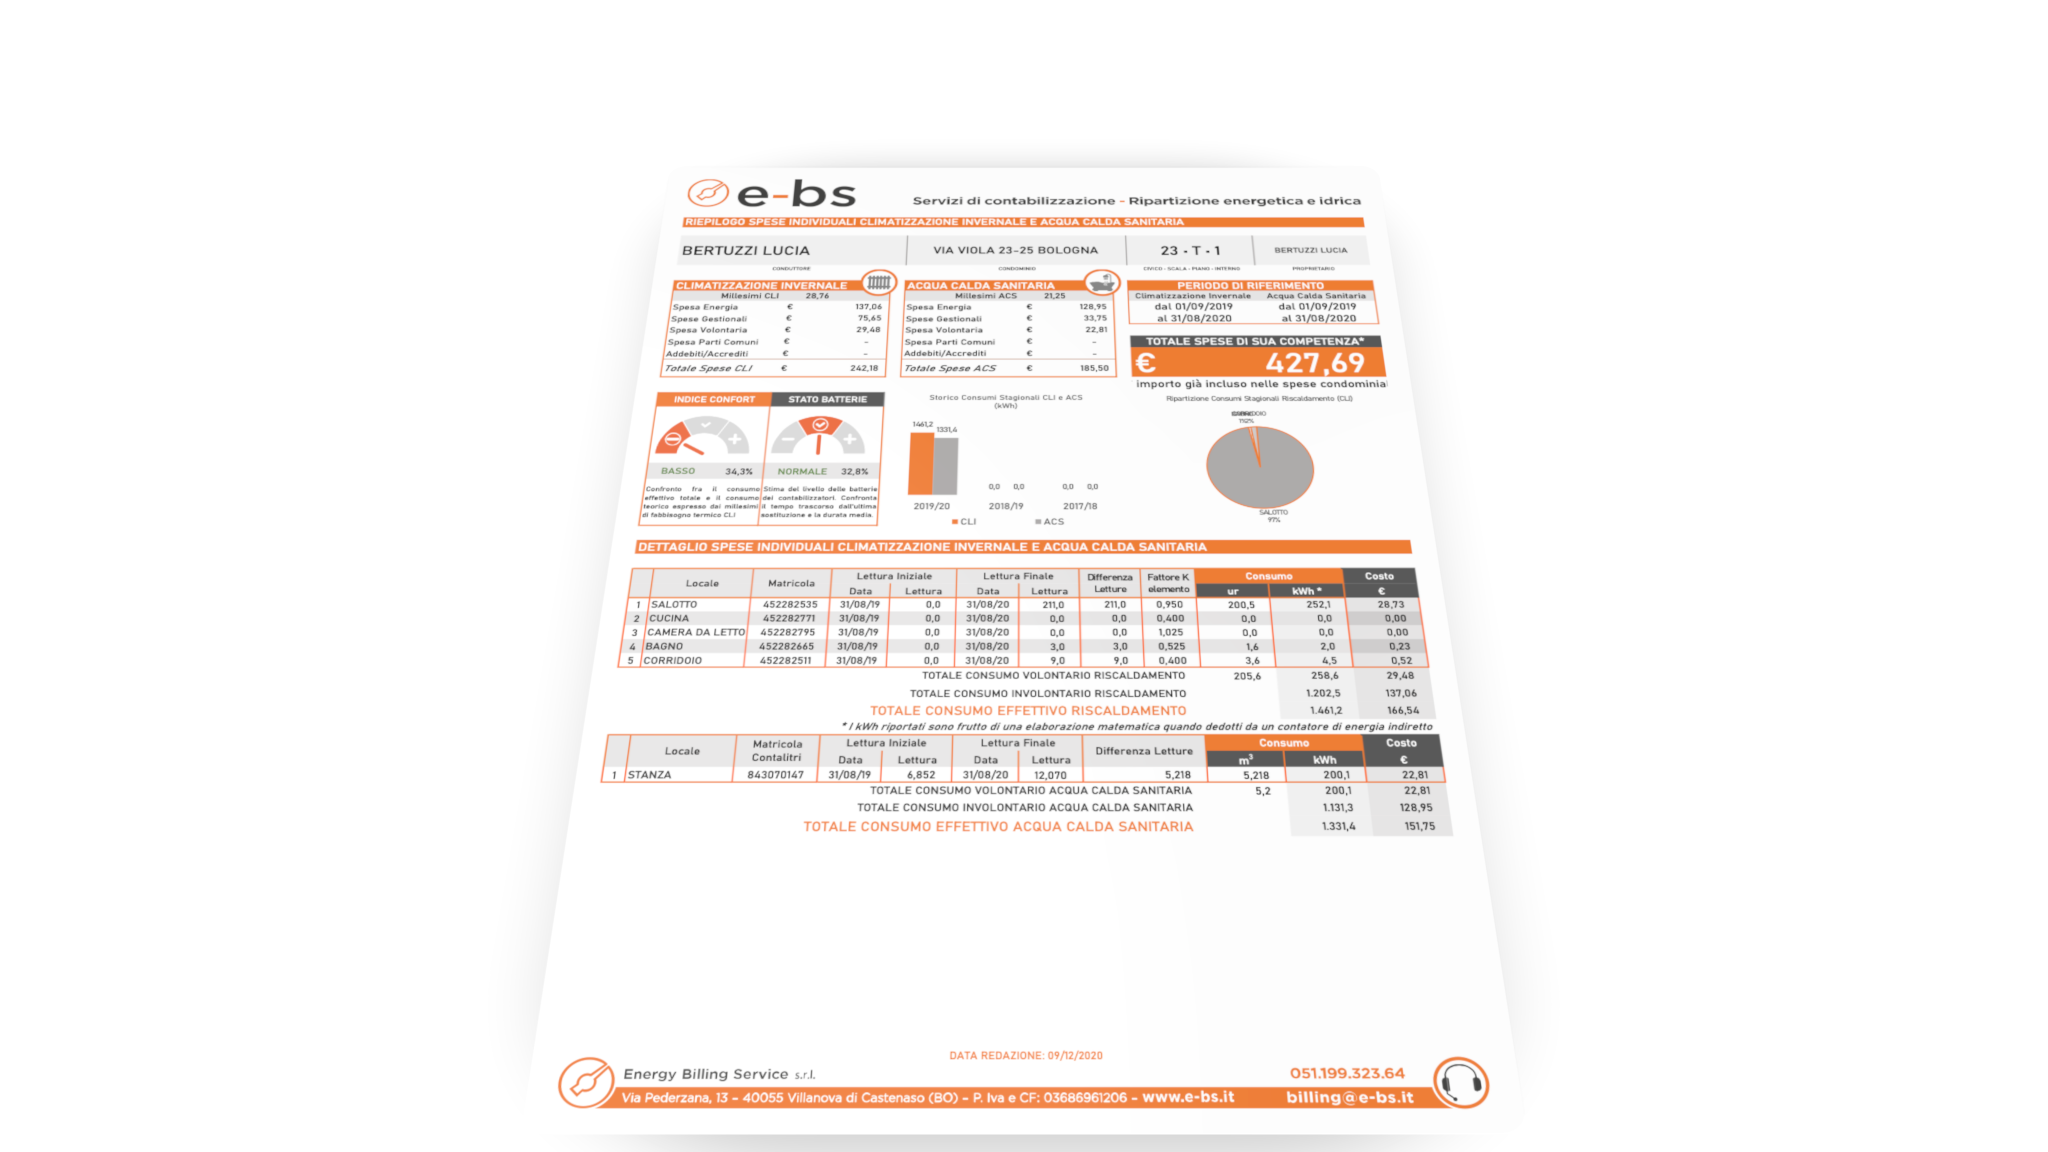 e-bs
Servizi di contabilizzazione - Ripartizione energetica e idrica
RIEPILOGO SPESE INDIVIDUALI CLIMATIZZAZIONE INVERNALE E ACQUA CALDA SANITARIA
BERTUZZI LUCIA VIA VIOLA 23-25 BOLOGNA 23 - T - 1 BERTUZZI LUCIA
CONDUTTORE CONDOMINIO CIVICO - SCALA - PIANO - INTERNO PROPRIETARIO
CLIMATIZZAZIONE INVERNALE
Millesimi CLI 28,76
Spesa Energia € 137,06
Spese Gestionali € 75,65
Spesa Volontaria € 29,48
Spesa Parti Comuni € -
Addebiti/Accrediti € -
Totale Spese CLI € 242,18
ACQUA CALDA SANITARIA
Millesimi ACS 21,25
Spesa Energia € 128,95
Spese Gestionali € 33,75
Spesa Volontaria € 22,81
Spesa Parti Comuni € -
Addebiti/Accrediti € -
Totale Spese ACS € 185,50
PERIODO DI RIFERIMENTO
Climatizzazione Invernale Acqua Calda Sanitaria
dal 01/09/2019 dal 01/09/2019
al 31/08/2020 al 31/08/2020
TOTALE SPESE DI SUA COMPETENZA*
€ 427,69
importo già incluso nelle spese condominia
INDICE CONFORT
BASSO 34,3%
Confronto fra il consumo
effettivo totale e il consumo
teorico espresso dai millesimi
di fabbisogno termico CLI
STATO BATTERIE
NORMALE 32,8%
Stima del livello delle batterie
dei contabilizzatori. Confronta
il tempo trascorso dall'ultima
sostituzione e la durata media.
Storico Consumi Stagionali CLI e ACS
(kWh)
1461,2 1331,4
0,0 0,0 0,0 0,0
2019/20 2018/19 2017/18
CLI ACS
Ripartizione Consumi Stagionali Riscaldamento (CLI)
SALOTTO
97%
DETTAGLIO SPESE INDIVIDUALI CLIMATIZZAZIONE INVERNALE E ACQUA CALDA SANITARIA
Locale Matricola Lettura Iniziale Lettura Finale Differenza Letture Fattore K elemento Consumo Costo
Data Lettura Data Lettura ur kWh * €
1 SALOTTO 452282535 31/08/19 0,0 31/08/20 211,0 211,0 0,950 200,5 252,1 28,73
2 CUCINA 452282771 31/08/19 0,0 31/08/20 0,0 0,0 0,400 0,0 0,0 0,00
3 CAMERA DA LETTO 452282795 31/08/19 0,0 31/08/20 0,0 0,0 1,025 0,0 0,0 0,00
4 BAGNO 452282665 31/08/19 0,0 31/08/20 3,0 3,0 0,525 1,6 2,0 0,23
5 CORRIDOIO 452282511 31/08/19 0,0 31/08/20 9,0 9,0 0,400 3,6 4,5 0,52
TOTALE CONSUMO VOLONTARIO RISCALDAMENTO 205,6 258,6 29,48
TOTALE CONSUMO INVOLONTARIO RISCALDAMENTO 1.202,5 137,06
TOTALE CONSUMO EFFETTIVO RISCALDAMENTO 1.461,2 166,54
* I kWh riportati sono frutto di una elaborazione matematica quando dedotti da un contatore di energia indiretto
Locale Matricola Contalitri Lettura Iniziale Lettura Finale Differenza Letture Consumo Costo
Data Lettura Data Lettura m³ kWh €
1 STANZA 843070147 31/08/19 6,852 31/08/20 12,070 5,218 5,218 200,1 22,81
TOTALE CONSUMO VOLONTARIO ACQUA CALDA SANITARIA 5,2 200,1 22,81
TOTALE CONSUMO INVOLONTARIO ACQUA CALDA SANITARIA 1.131,3 128,95
TOTALE CONSUMO EFFETTIVO ACQUA CALDA SANITARIA 1.331,4 151,75
DATA REDAZIONE: 09/12/2020
Energy Billing Service s.r.l. 051.199.323.64
Via Pederzana, 13 - 40055 Villanova di Castenaso (BO) - P. Iva e CF: 03686961206 - www.e-bs.it billing@e-bs.it